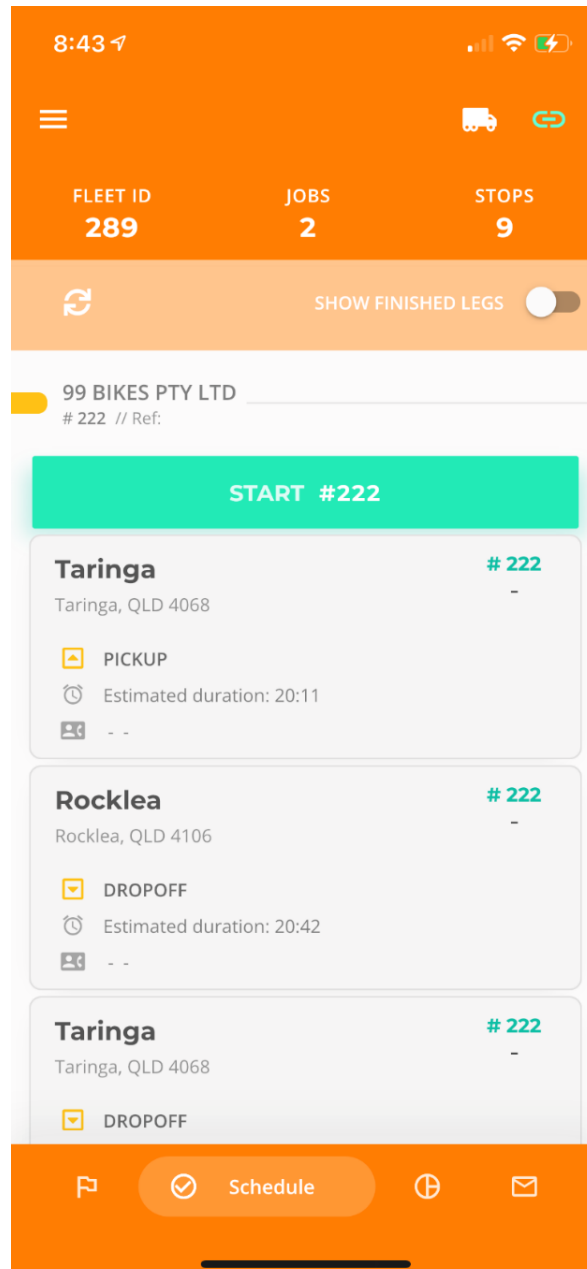 8:43
FLEET ID JOBS STOPS
289 2 9
SHOW FINISHED LEGS
99 BIKES PTY LTD
# 222 // Ref:
START #222
Taringa # 222
Taringa, QLD 4068 -
PICKUP
Estimated duration: 20:11
- -
Rocklea # 222
Rocklea, QLD 4106 -
DROPOFF
Estimated duration: 20:42
- -
Taringa # 222
Taringa, QLD 4068 -
DROPOFF
Schedule